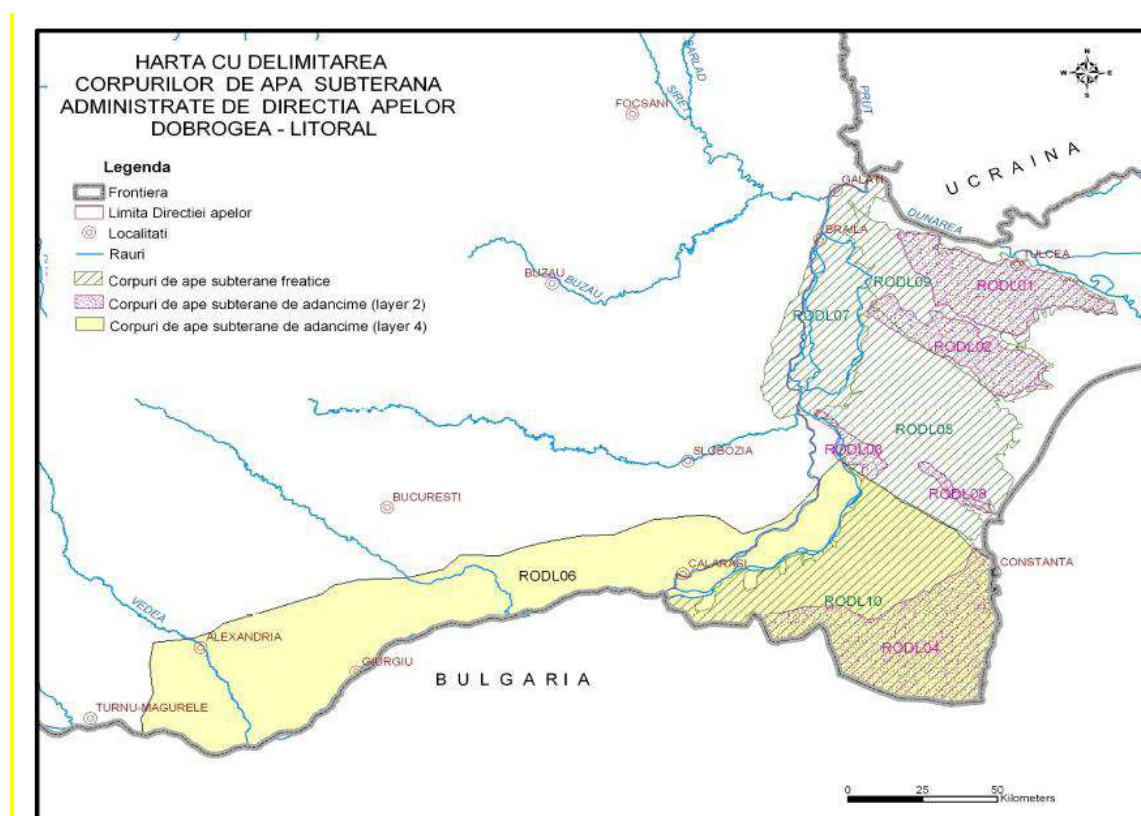 HARTA CU DELIMITAREA
CORPURILOR DE APA SUBTERANA
ADMINISTRATE DE DIRECTIA APELOR
DOBROGEA - LITORAL
Legenda
Frontiera
Limita Directiei apelor
Localitati
Rauri
Corpuri de ape subterane freatice
Corpuri de ape subterane de adancime (layer 2)
Corpuri de ape subterane de adancime (layer 4)
N
W E
S
BARLAD
SIRET
PRUT
FOCSANI
UCRAINA
GALATI
DUNAREA
BRAILA
TULCEA
BUZAU
BUZAU
RODL09
RODL01
RODL07
RODL02
RODL05
SLOBOZIA
RODL08
BUCURESTI
CONSTANTA
CALARASI
RODL06
RODL10
VEDEA
ALEXANDRIA
RODL04
GIURGIU
BULGARIA
TURNU-MAGURELE
0 25 50
Kilometers